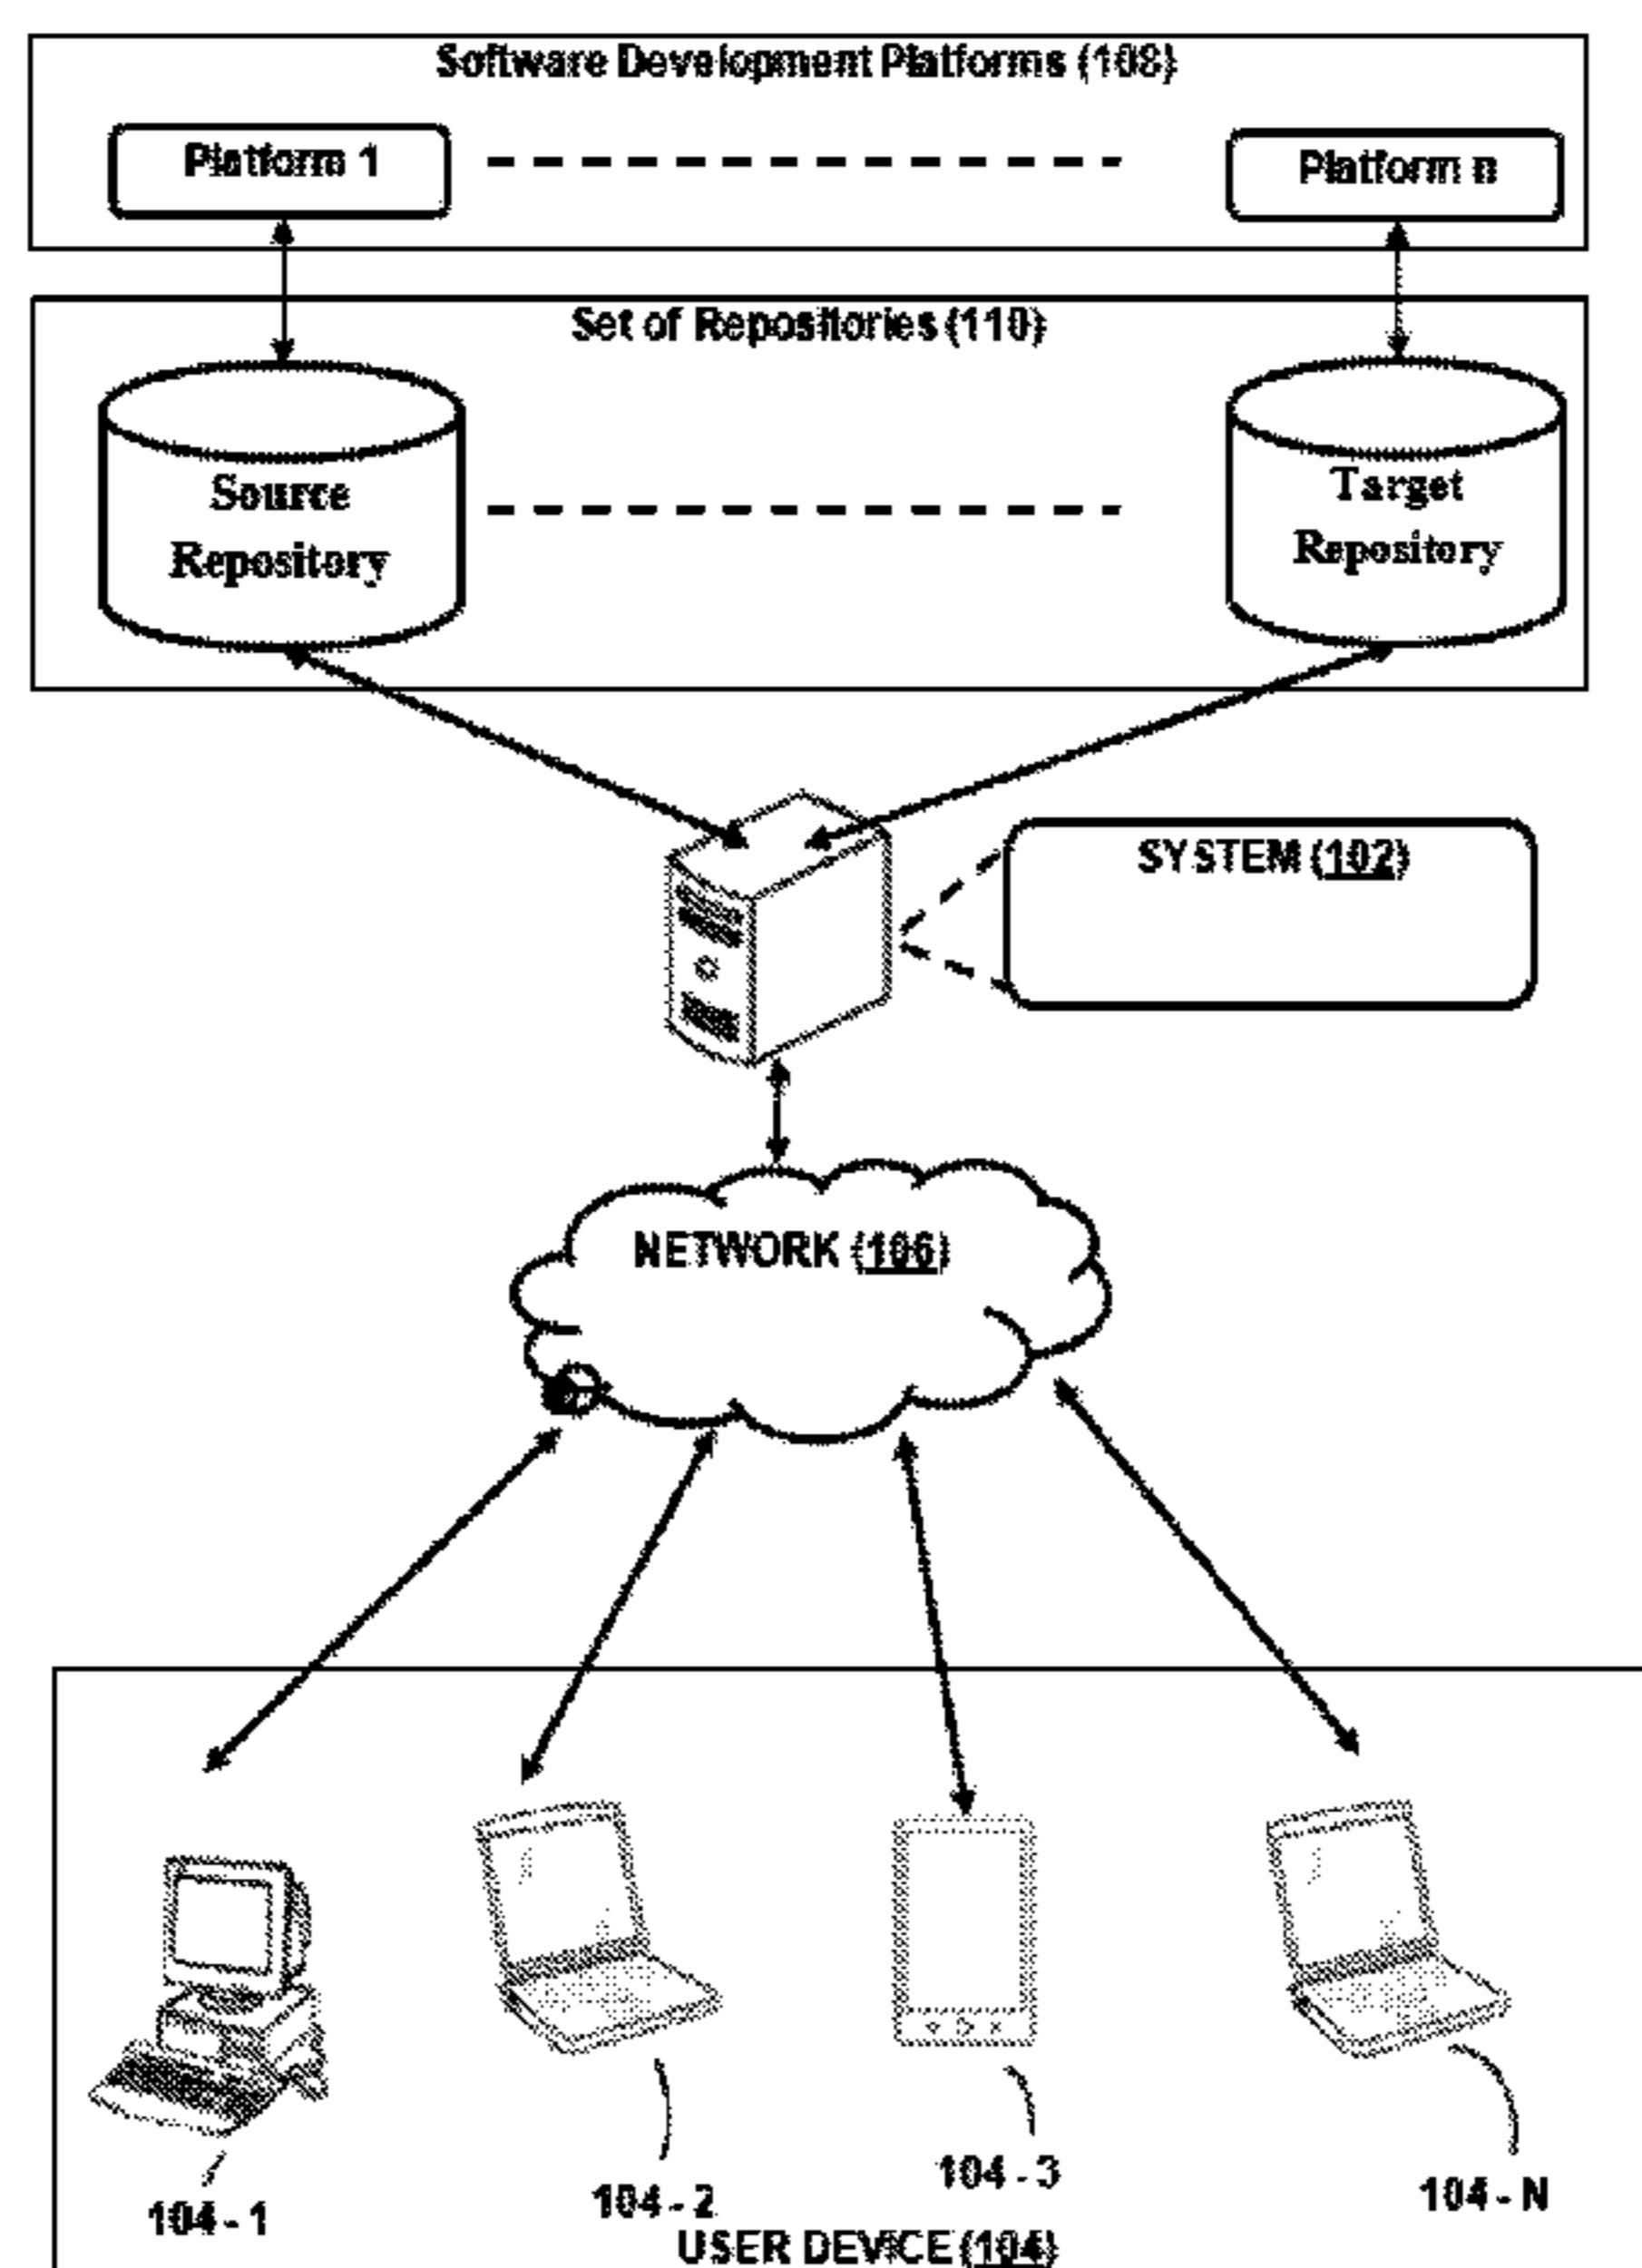 Software Development Platforms (108)
Platform 1
Platform n
Set of Repositories (110)
Source
Repository
Target
Repository
SYSTEM (102)
NETWORK (106)
104 - 1
104 - 2
104 - 3
104 - N
USER DEVICE (104)